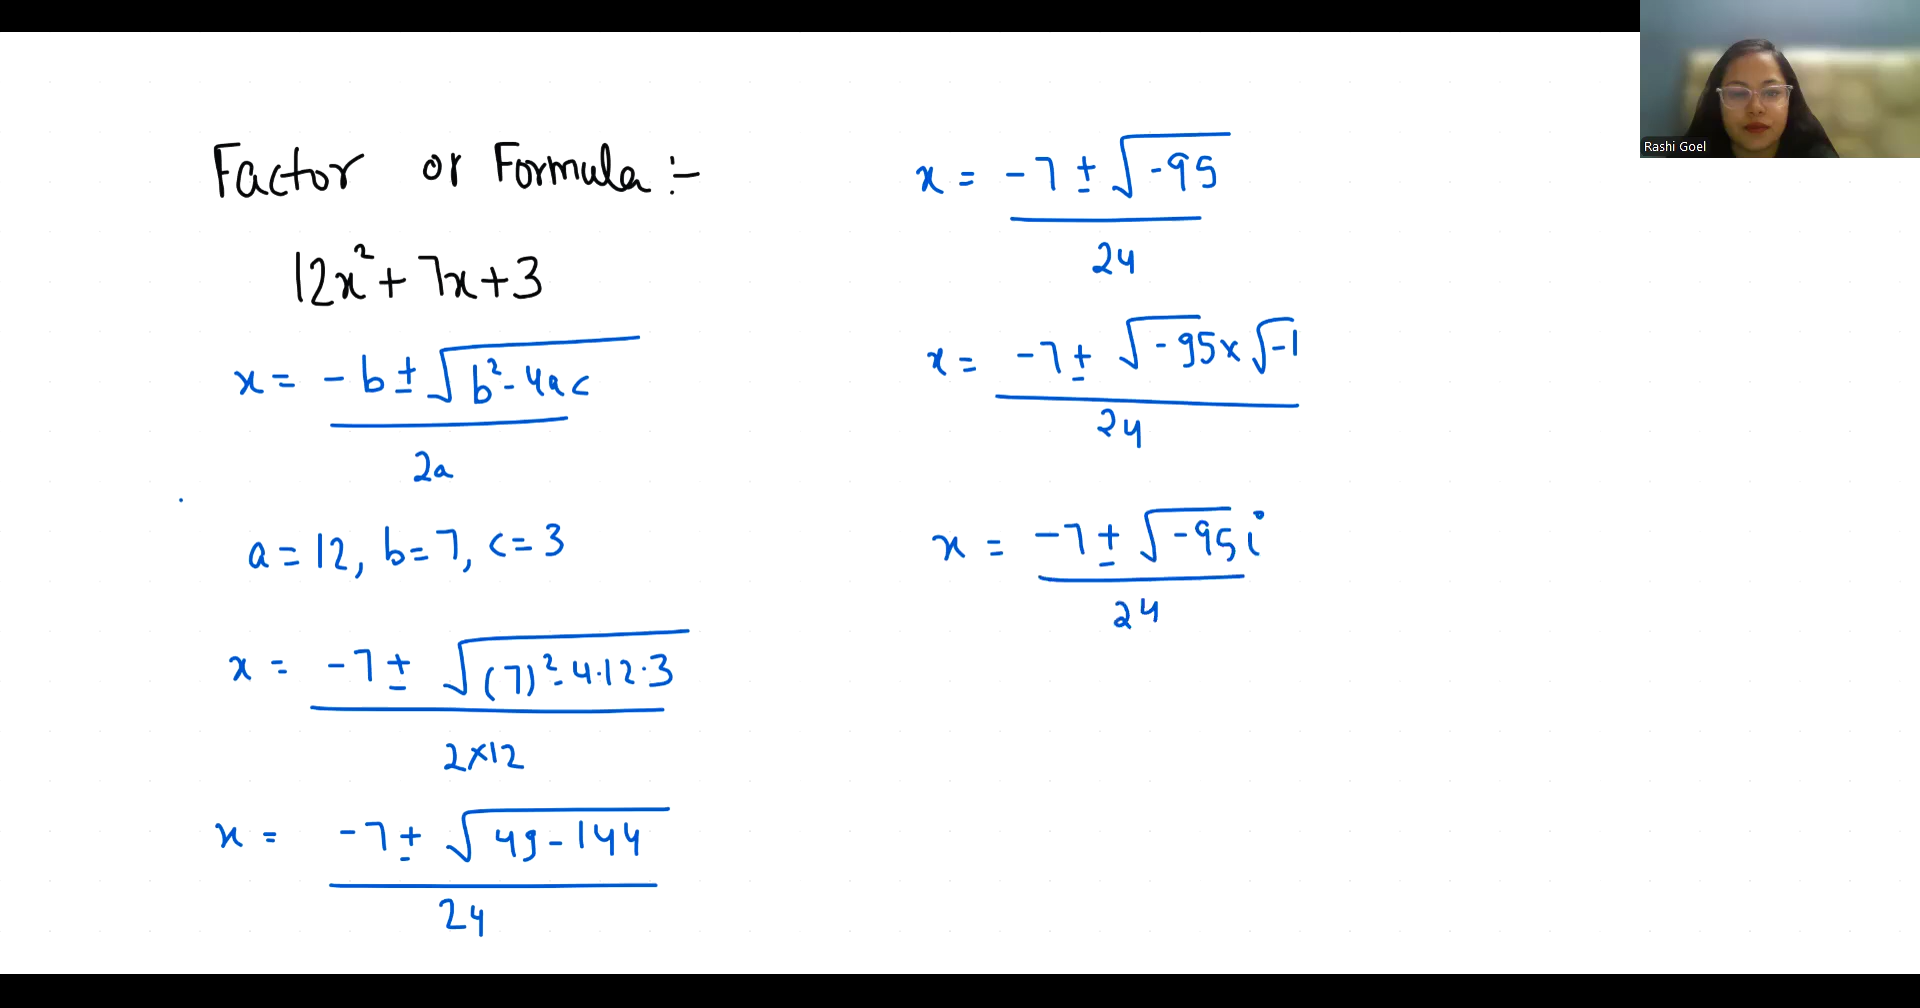 Factor or Formula :-
12x² + 7x + 3
x = -b ± √b² - 4ac
2a
a = 12, b = 7, c = 3
x = -7 ± √(7)² - 4·12·3
2×12
x = -7 ± √49 - 144
24
x = -7 ± √-95
24
x = -7 ± √-95 × √-1
24
x = -7 ± √-95 i
24
Rashi Goel